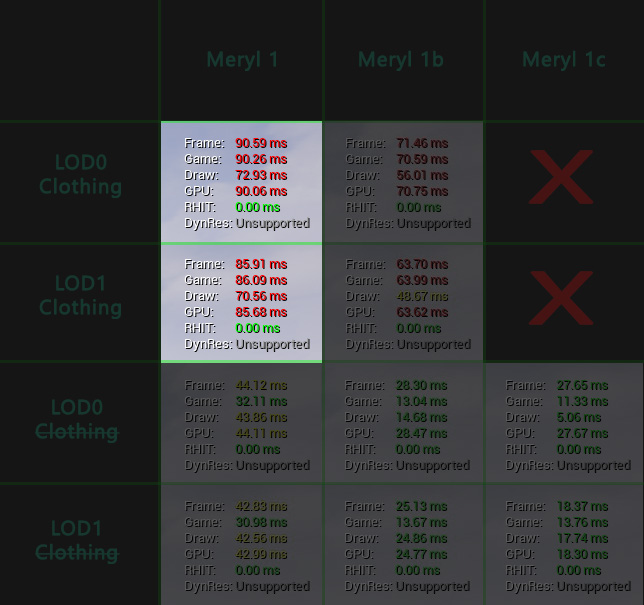 Meryl 1 Meryl 1b Meryl 1c
LOD0
Clothing
Frame: 90.59 ms
Game: 90.26 ms
Draw: 72.93 ms
GPU: 90.06 ms
RHIT: 0.00 ms
DynRes: Unsupported
Frame: 71.46 ms
Game: 70.59 ms
Draw: 56.01 ms
GPU: 70.75 ms
RHIT: 0.00 ms
DynRes: Unsupported
LOD1
Clothing
Frame: 85.91 ms
Game: 86.09 ms
Draw: 70.56 ms
GPU: 85.68 ms
RHIT: 0.00 ms
DynRes: Unsupported
Frame: 63.70 ms
Game: 63.99 ms
Draw: 48.67 ms
GPU: 63.62 ms
RHIT: 0.00 ms
DynRes: Unsupported
LOD0
Clothing
Frame: 44.12 ms
Game: 32.11 ms
Draw: 43.86 ms
GPU: 44.11 ms
RHIT: 0.00 ms
DynRes: Unsupported
Frame: 28.30 ms
Game: 13.04 ms
Draw: 14.68 ms
GPU: 28.47 ms
RHIT: 0.00 ms
DynRes: Unsupported
Frame: 27.65 ms
Game: 11.33 ms
Draw: 5.06 ms
GPU: 27.67 ms
RHIT: 0.00 ms
DynRes: Unsupported
LOD1
Clothing
Frame: 42.83 ms
Game: 30.98 ms
Draw: 42.56 ms
GPU: 42.99 ms
RHIT: 0.00 ms
DynRes: Unsupported
Frame: 25.13 ms
Game: 13.67 ms
Draw: 24.86 ms
GPU: 24.77 ms
RHIT: 0.00 ms
DynRes: Unsupported
Frame: 18.37 ms
Game: 13.76 ms
Draw: 17.74 ms
GPU: 18.30 ms
RHIT: 0.00 ms
DynRes: Unsupported